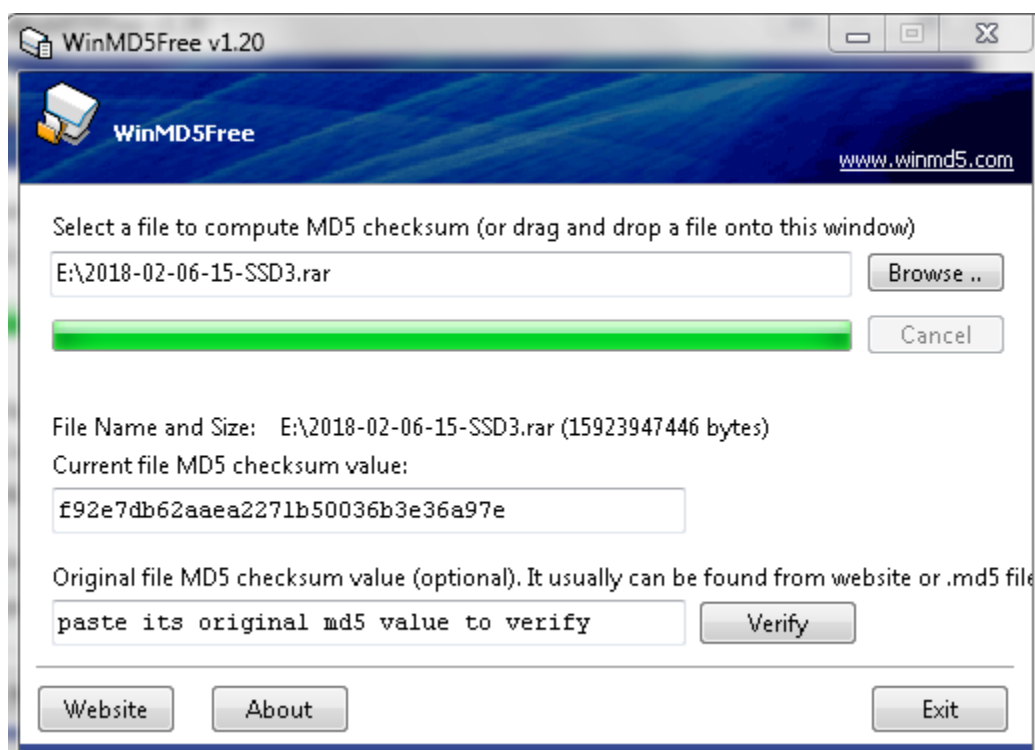 WinMD5Free v1.20
WinMD5Free
www.winmd5.com
Select a file to compute MD5 checksum (or drag and drop a file onto this window)
E:\2018-02-06-15-SSD3.rar
Browse ..
Cancel
File Name and Size: E:\2018-02-06-15-SSD3.rar (15923947446 bytes)
Current file MD5 checksum value:
f92e7db62aaea2271b50036b3e36a97e
Original file MD5 checksum value (optional). It usually can be found from website or .md5 file
paste its original md5 value to verify
Verify
Website
About
Exit